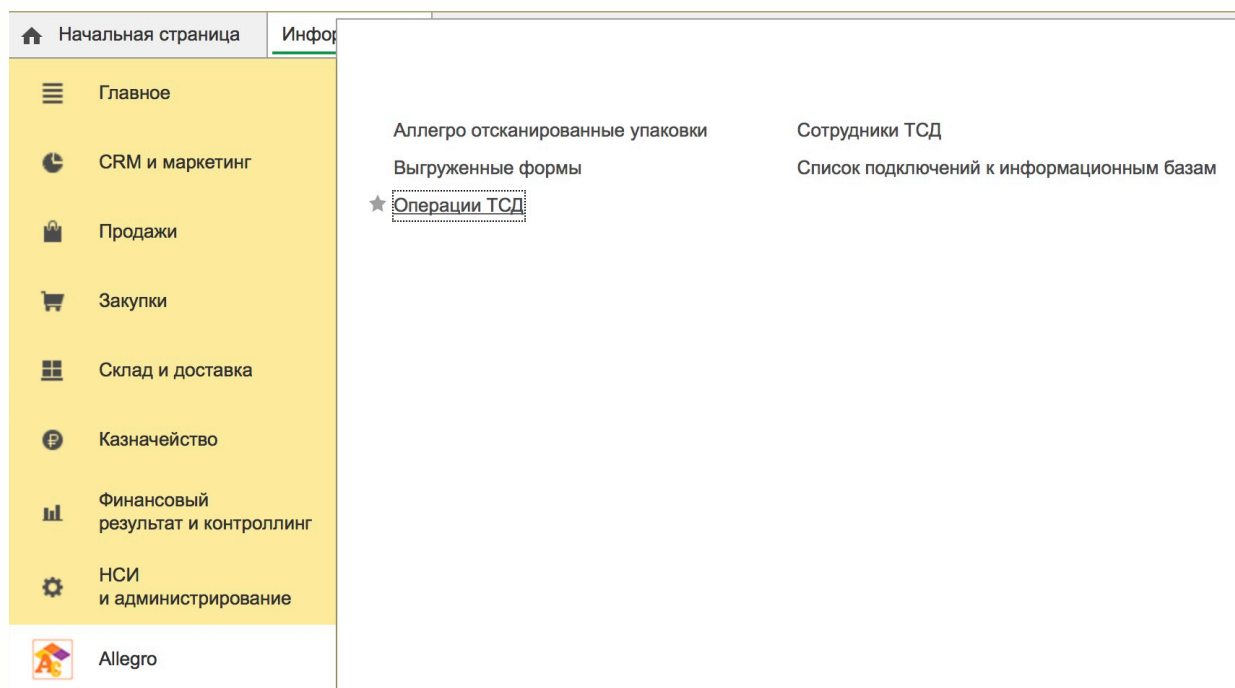 Начальная страница
Главное
CRM и маркетинг
Продажи
Закупки
Склад и доставка
Казначейство
Финансовый
результат и контроллинг
НСИ
и администрирование
Allegro
Аллегро отсканированные упаковки
Выгруженные формы
Операции ТСД
Сотрудники ТСД
Список подключений к информационным базам